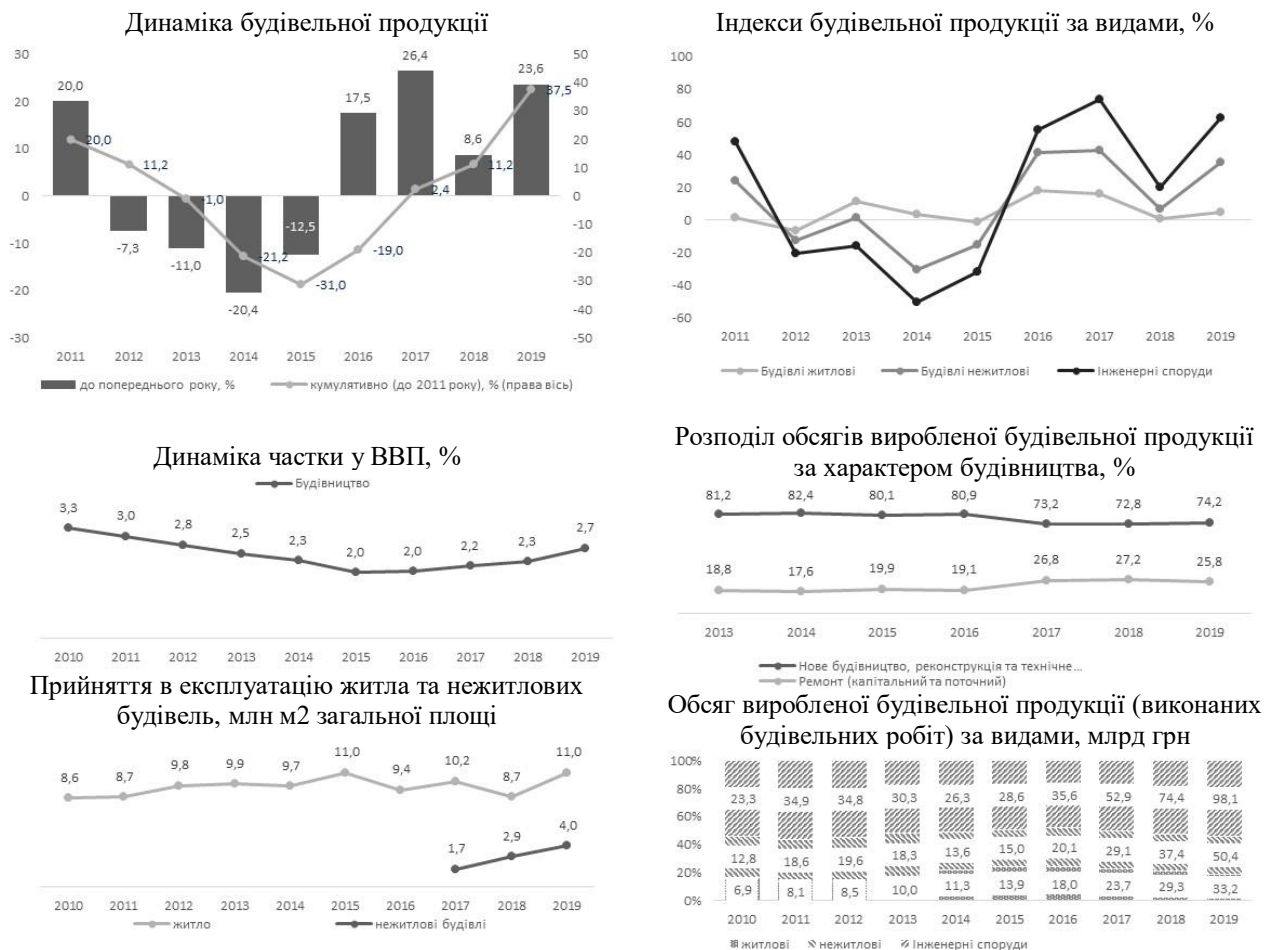 Динаміка будівельної продукції
30
20
10
0
-10
-20
-30
50
40
30
20
10
0
-10
-20
-30
-40
-50
20,0
-7,3
-11,0
-20,4
-12,5
17,5
26,4
8,6
23,6
20,0
11,2
-1,0
-21,2
-31,0
-19,0
2,4
11,2
37,5
2011 2012 2013 2014 2015 2016 2017 2018 2019
до попереднього року, % кумулятивно (до 2011 року), % (права вісь)
Індекси будівельної продукції за видами, %
100
80
60
40
20
0
-20
-40
-60
2011 2012 2013 2014 2015 2016 2017 2018 2019
Будівлі житлові Будівлі нежитлові Інженерні споруди
Динаміка частки у ВВП, %
Будівництво
3,3 3,0 2,8 2,5 2,3 2,0 2,0 2,2 2,3 2,7
2010 2011 2012 2013 2014 2015 2016 2017 2018 2019
Розподіл обсягів виробленої будівельної продукції
за характером будівництва, %
81,2 82,4 80,1 80,9 73,2 72,8 74,2
18,8 17,6 19,9 19,1 26,8 27,2 25,8
2013 2014 2015 2016 2017 2018 2019
Нове будівництво, реконструкція та технічне...
Ремонт (капітальний та поточний)
Прийняття в експлуатацію житла та нежитлових
будівель, млн м2 загальної площі
8,6 8,7 9,8 9,9 9,7 11,0 9,4 10,2 8,7 11,0
1,7 2,9 4,0
2010 2011 2012 2013 2014 2015 2016 2017 2018 2019
житло нежитлові будівлі
Обсяг виробленої будівельної продукції (виконаних
будівельних робіт) за видами, млрд грн
100%
80%
60%
40%
20%
0%
23,3 34,9 34,8 30,3 26,3 28,6 35,6 52,9 74,4 98,1
12,8 18,6 19,6 18,3 13,6 15,0 20,1 29,1 37,4 50,4
6,9 8,1 8,5 10,0 11,3 13,9 18,0 23,7 29,3 33,2
2010 2011 2012 2013 2014 2015 2016 2017 2018 2019
житлові нежитлові Інженерні споруди